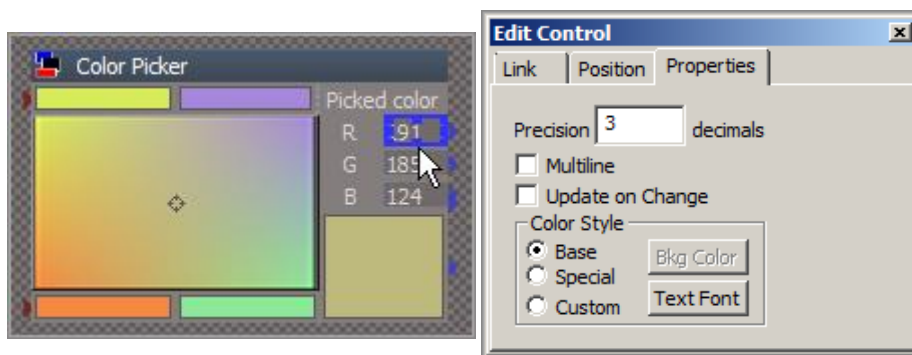 Color Picker
Picked color
R 191
G 185
B 124
Edit Control
Link Position Properties
Precision 3 decimals
Multiline
Update on Change
Color Style
Base
Bkg Color
Special
Custom
Text Font